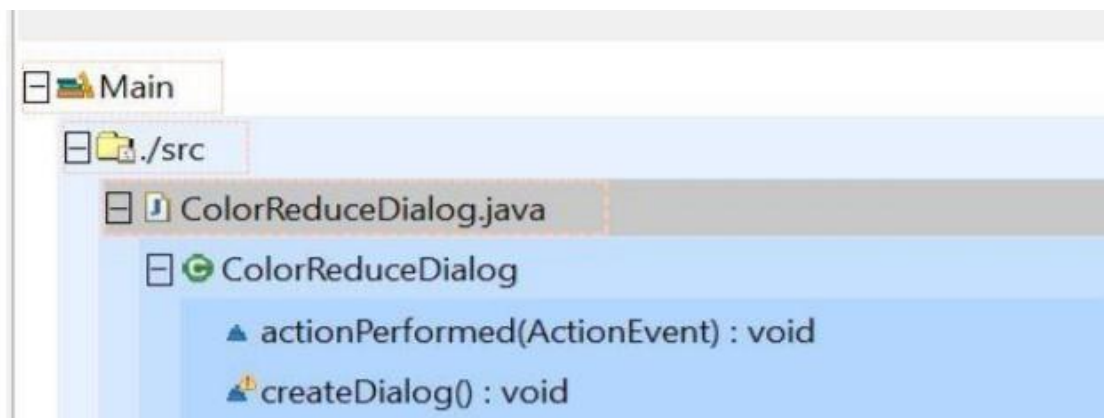 Main
./src
ColorReduceDialog.java
ColorReduceDialog
actionPerformed(ActionEvent) : void
createDialog() : void